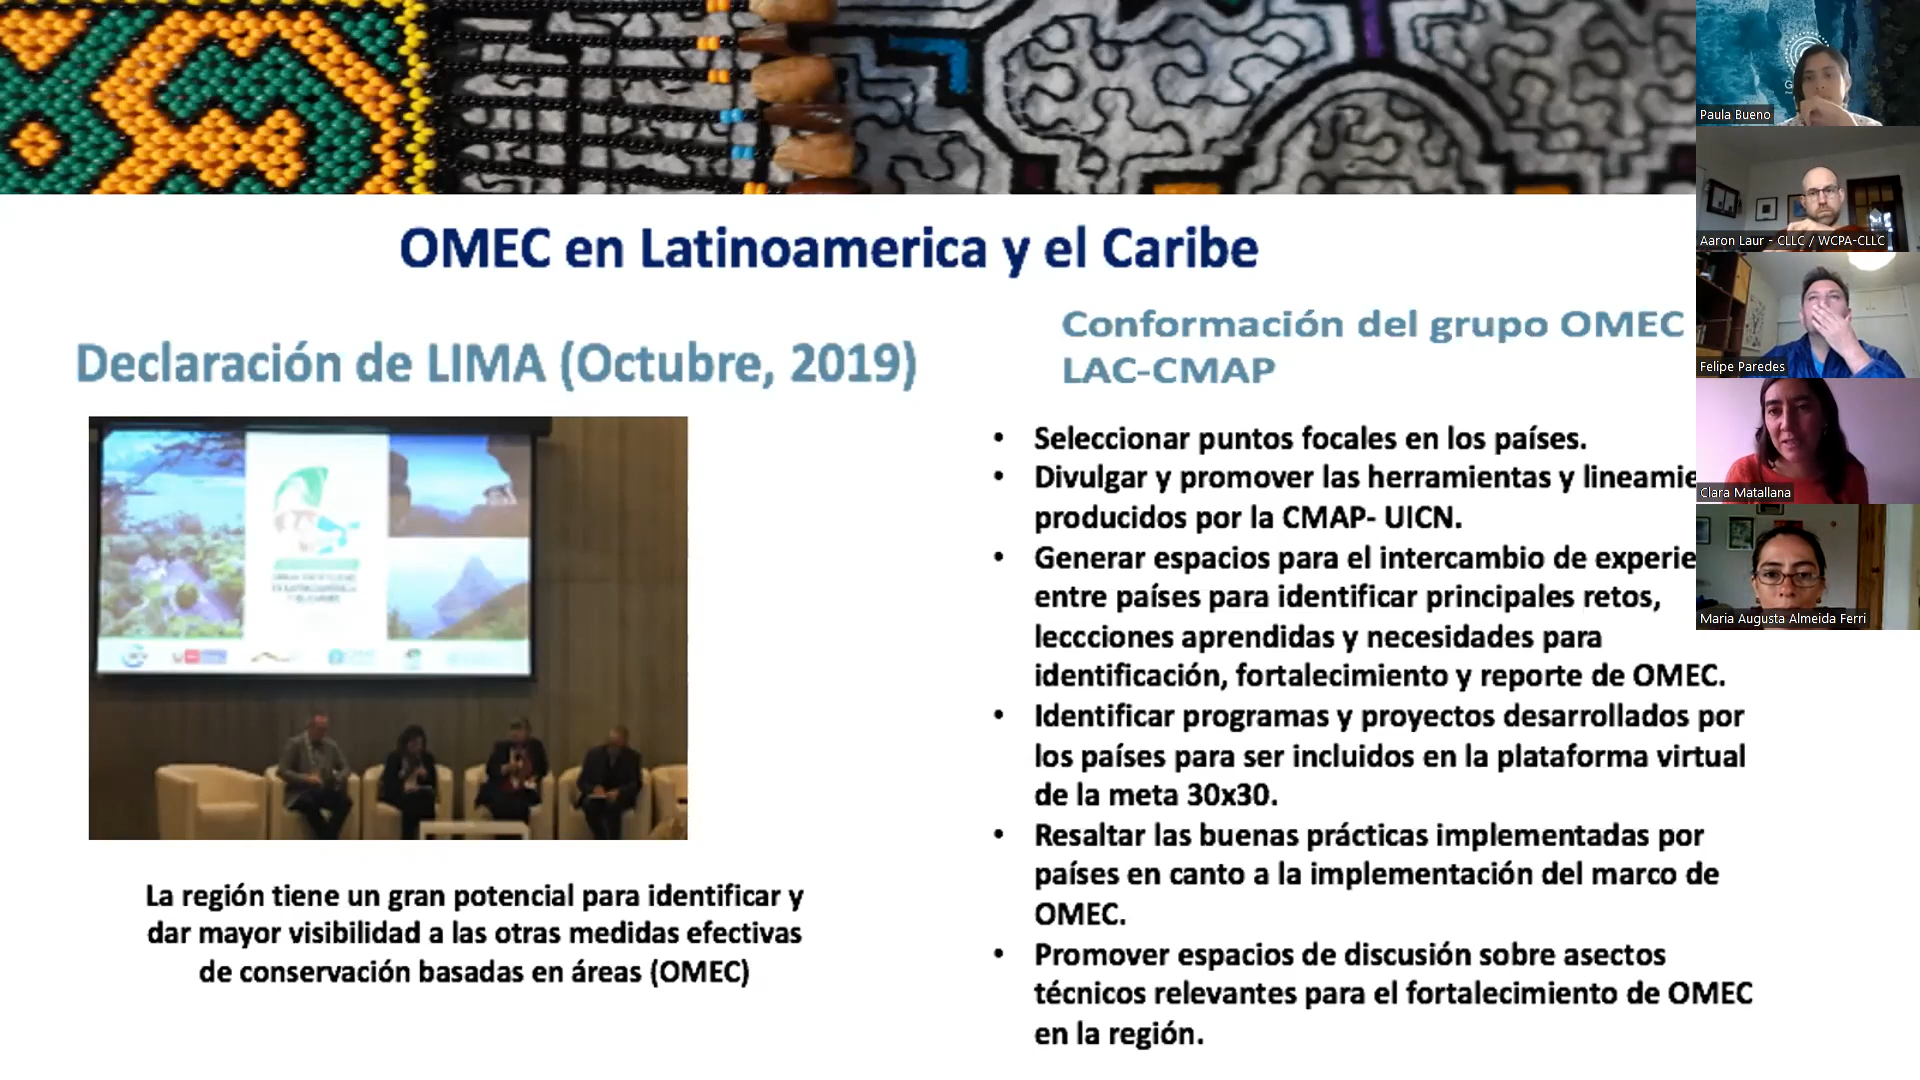 OMEC en Latinoamerica y el Caribe
Declaración de LIMA (Octubre, 2019)
La región tiene un gran potencial para identificar y
dar mayor visibilidad a las otras medidas efectivas
de conservación basadas en áreas (OMEC)
Conformación del grupo OMEC
LAC-CMAP
• Seleccionar puntos focales en los países.
• Divulgar y promover las herramientas y lineamie
producidos por la CMAP- UICN.
• Generar espacios para el intercambio de experie
entre países para identificar principales retos,
leccciones aprendidas y necesidades para
identificación, fortalecimiento y reporte de OMEC.
• Identificar programas y proyectos desarrollados por
los países para ser incluidos en la plataforma virtual
de la meta 30x30.
• Resaltar las buenas prácticas implementadas por
países en canto a la implementación del marco de
OMEC.
• Promover espacios de discusión sobre asectos
técnicos relevantes para el fortalecimiento de OMEC
en la región.
Paula Bueno
Aaron Laur - CLLC / WCPA-CLLC
Felipe Paredes
Clara Matallana
Maria Augusta Almeida Ferri